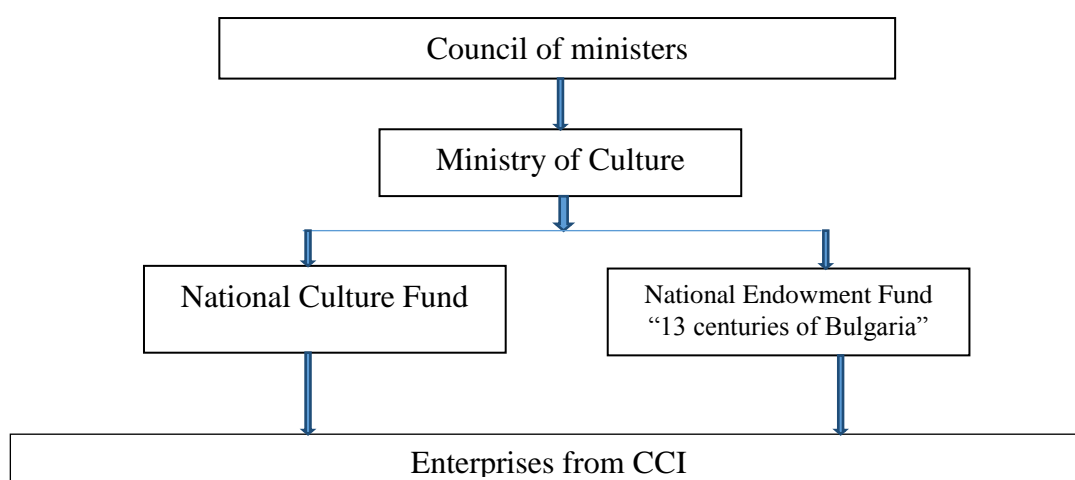 Council of ministers
Ministry of Culture
National Culture Fund
National Endowment Fund
“13 centuries of Bulgaria”
Enterprises from CCI